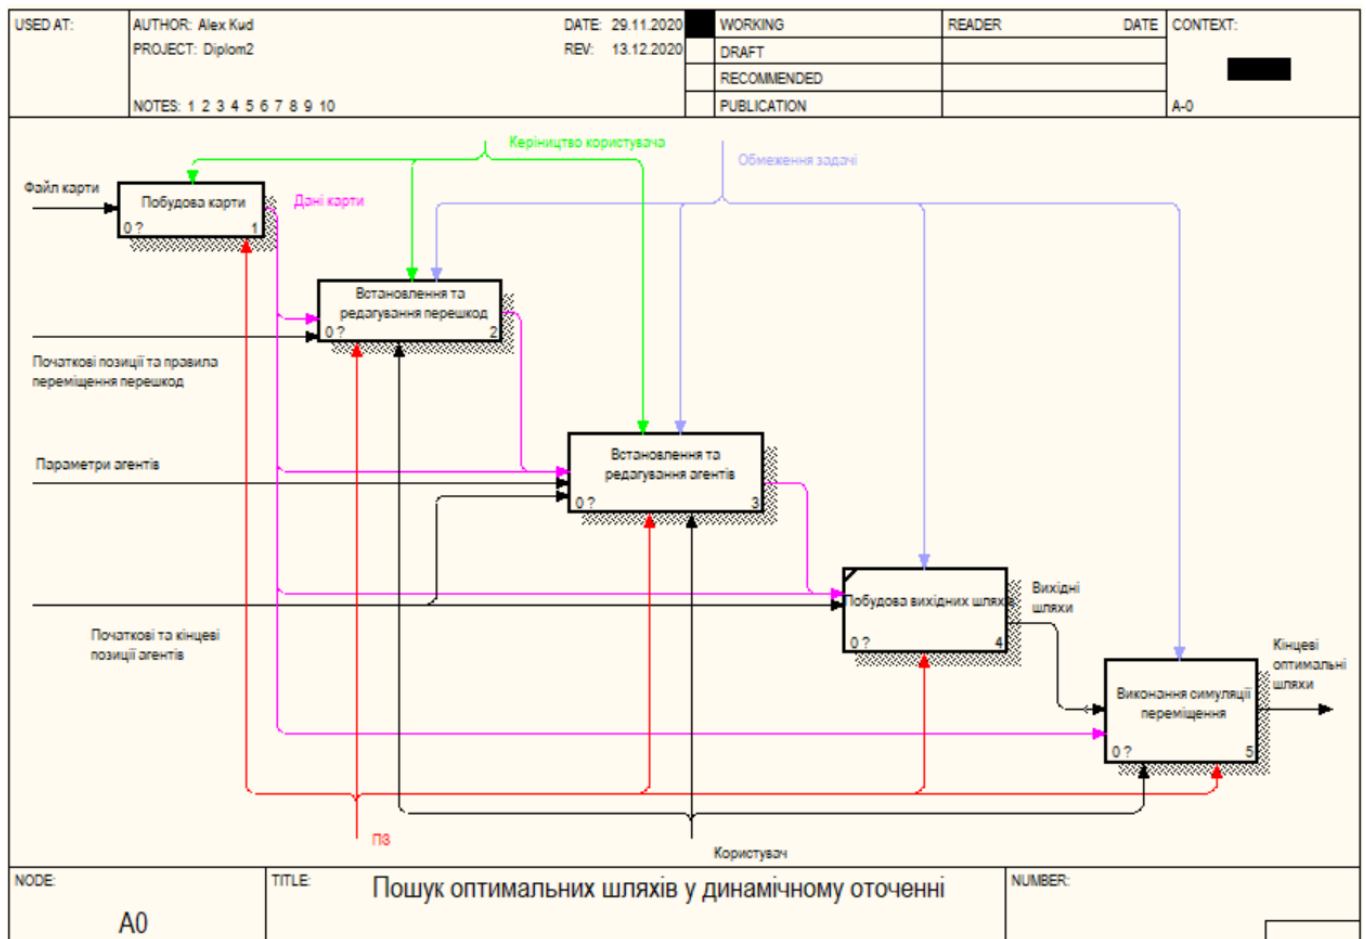 USED AT:
AUTHOR: Alex Kud
DATE: 29.11.2020
WORKING
READER
DATE
CONTEXT:
PROJECT: Diplom2
REV: 13.12.2020
DRAFT
RECOMMENDED
NOTES: 1 2 3 4 5 6 7 8 9 10
PUBLICATION
A-0
Керіництво користувача
Обмеження задачі
Файл карти
Побудова карти
0 ?
1
Дані карти
Встановлення та
редагування перешкод
0 ?
2
Початкові позиції та правила
переміщення перешкод
Параметри агентів
Встановлення та
редагування агентів
0 ?
3
Початкові та кінцеві
позиції агентів
Побудова вихідних шлях
0 ?
4
Вихідні
шляхи
Виконання симуляції
переміщення
0 ?
5
Кінцеві
оптимальні
шляхи
ПЗ
Користувач
NODE:
A0
TITLE:
Пошук оптимальних шляхів у динамічному оточенні
NUMBER: